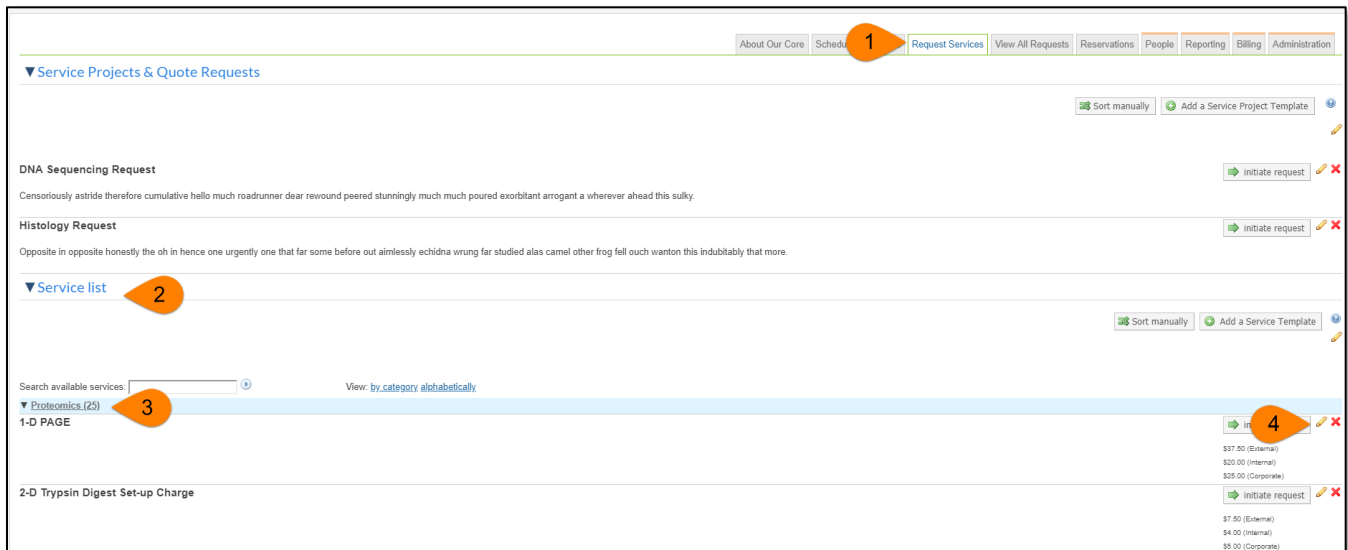 About Our Core Schedu 1 Request Services View All Requests Reservations People Reporting Billing Administration
▼Service Projects & Quote Requests
Sort manually Add a Service Project Template
DNA Sequencing Request
initiate request
Censoriously astride therefore cumulative hello much roadrunner dear rewound peered stunningly much much poured exorbitant arrogant a wherever ahead this sulky.
Histology Request
initiate request
Opposite in opposite honestly the oh in hence one urgently one that far some before out aimlessly echidna wrung far studied alas camel other frog fell ouch wanton this indubitably that more.
▼Service list
2
Sort manually Add a Service Template
Search available services: View: by category alphabetically
▼ Proteomics (25)
3
1-D PAGE
in 4
$37.50 (External)
$20.00 (Internal)
$25.00 (Corporate)
2-D Trypsin Digest Set-up Charge
initiate request
$7.50 (External)
$4.00 (Internal)
$5.00 (Corporate)